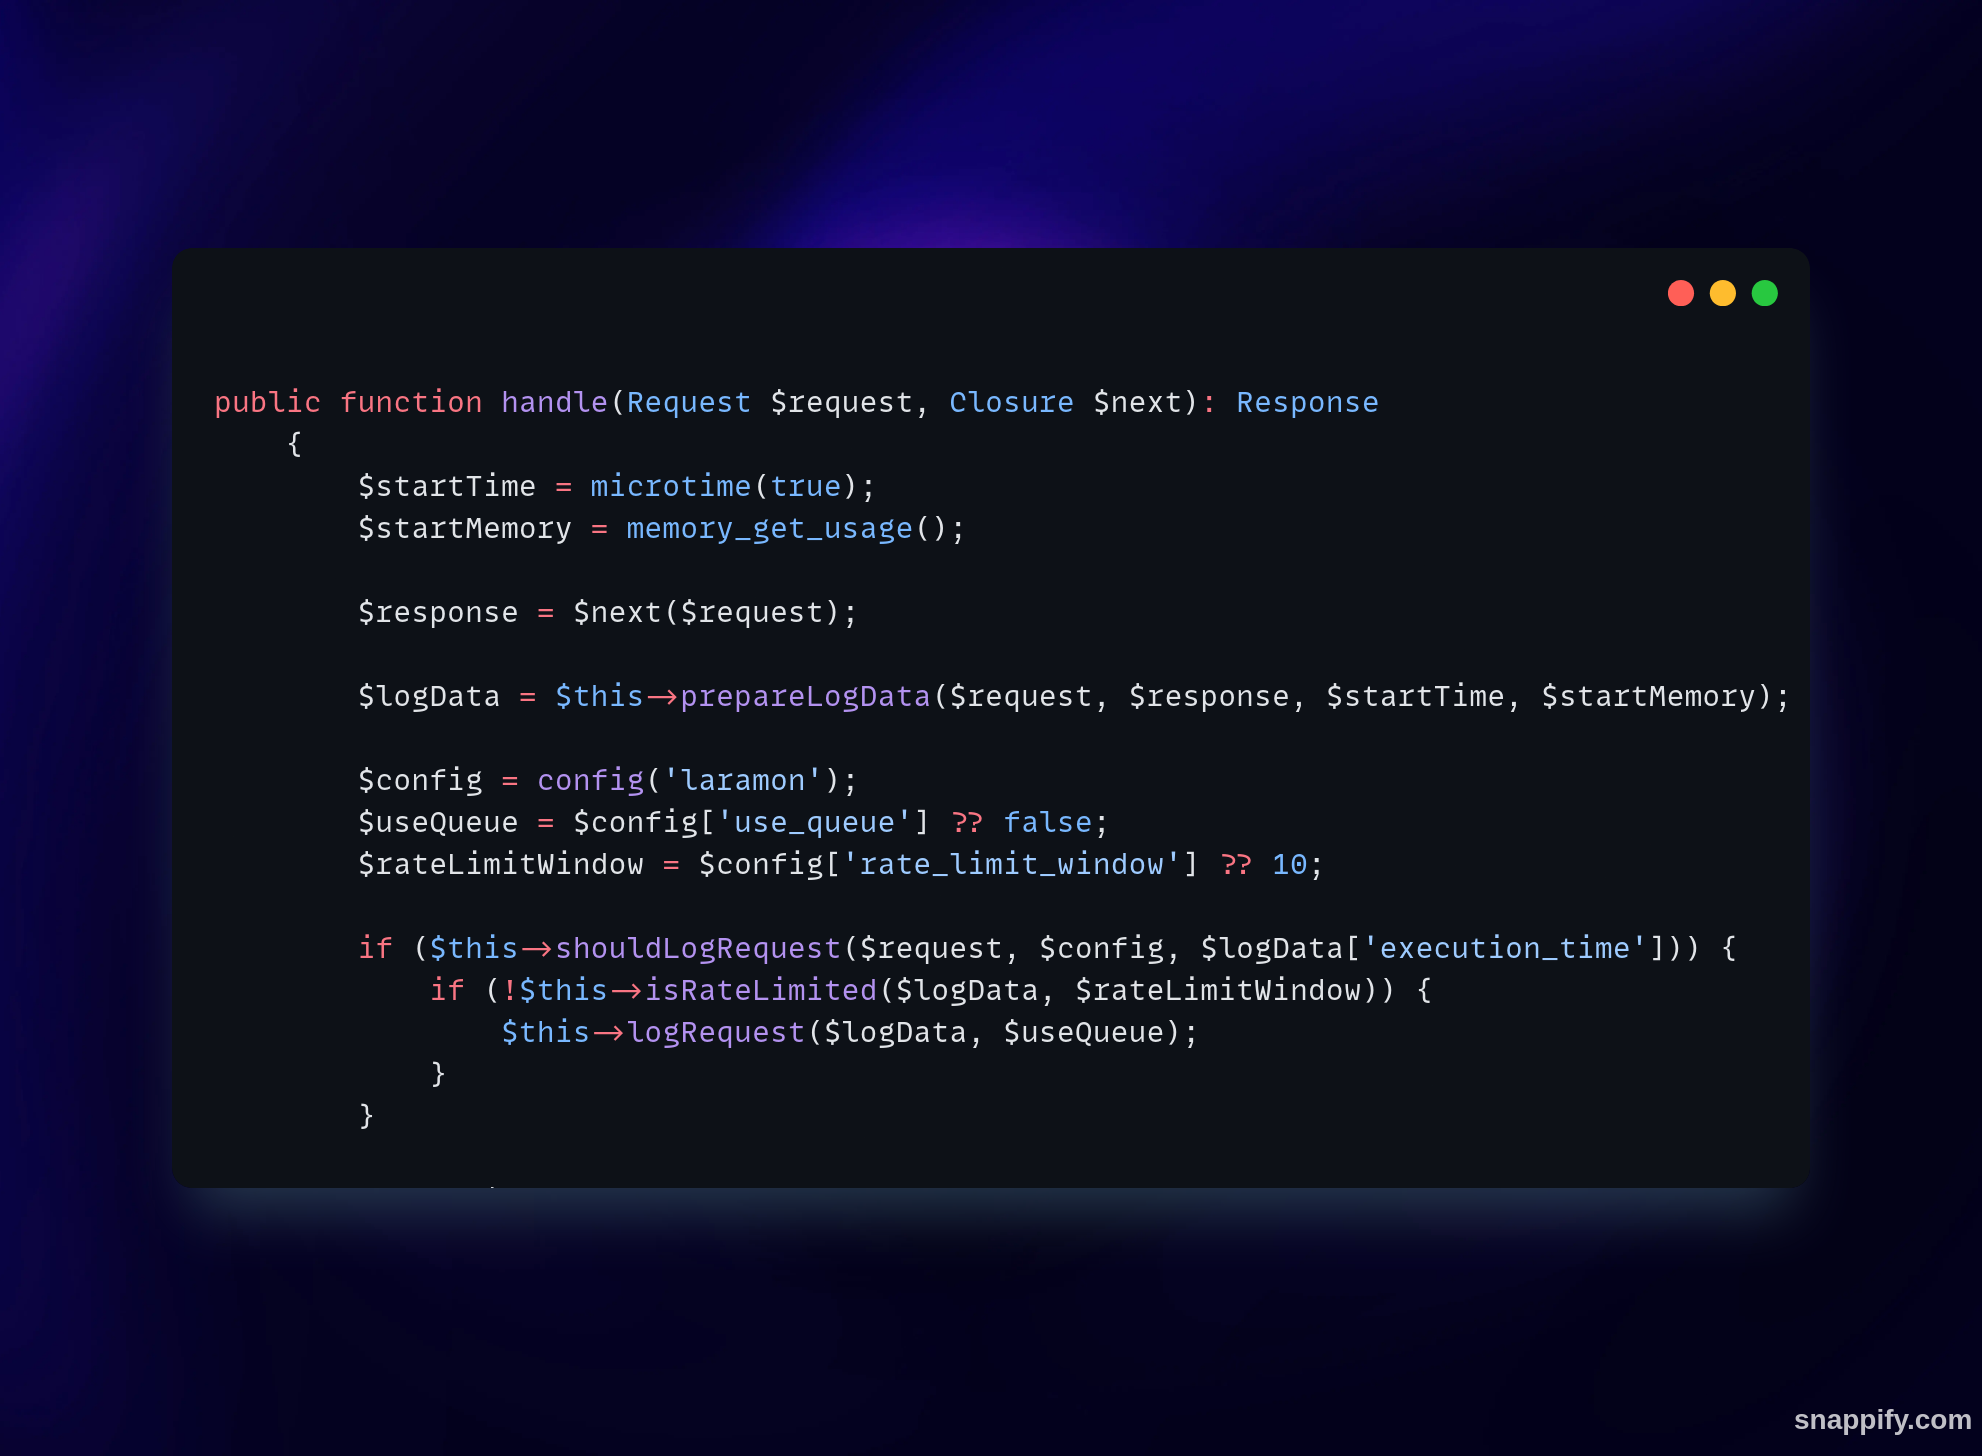 public function handle(Request $request, Closure $next): Response
    {
        $startTime = microtime(true);
        $startMemory = memory_get_usage();

        $response = $next($request);

        $logData = $this->prepareLogData($request, $response, $startTime, $startMemory);

        $config = config('laramon');
        $useQueue = $config['use_queue'] ?? false;
        $rateLimitWindow = $config['rate_limit_window'] ?? 10;

        if ($this->shouldLogRequest($request, $config, $logData['execution_time'])) {
            if (!$this->isRateLimited($logData, $rateLimitWindow)) {
                $this->logRequest($logData, $useQueue);
            }
        }
snappify.com